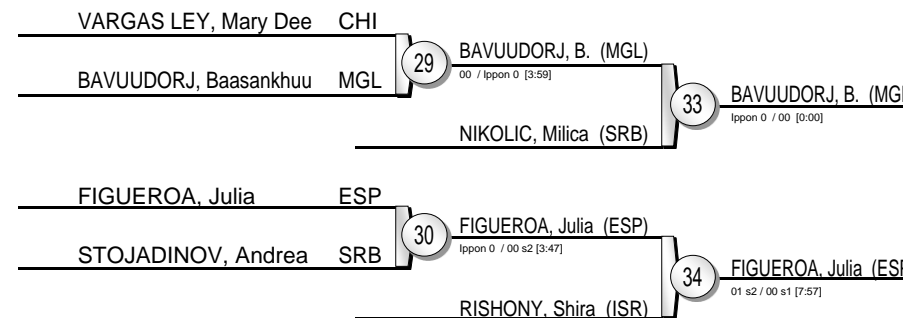 VARGAS LEY, Mary Dee CHI
29
BAVUUDORJ, B. (MGL)
00 / Ippon 0 [3:59]
BAVUUDORJ, Baasankhuu MGL
33
BAVUUDORJ, B. (MGL
Ippon 0 / 00 [0:00]
NIKOLIC, Milica (SRB)
FIGUEROA, Julia ESP
30
FIGUEROA, Julia (ESP)
Ippon 0 / 00 s2 [3:47]
STOJADINOV, Andrea SRB
34
FIGUEROA, Julia (ESP
01 s2 / 00 s1 [7:57]
RISHONY, Shira (ISR)